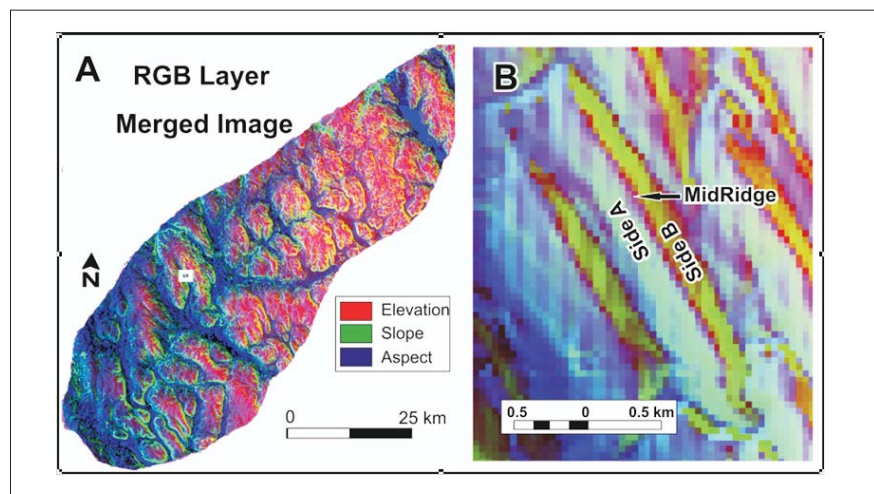 A
RGB Layer
Merged Image
N
Elevation
Slope
Aspect
0 25 km
B
MidRidge
Side A
Side B
0.5 0 0.5 km